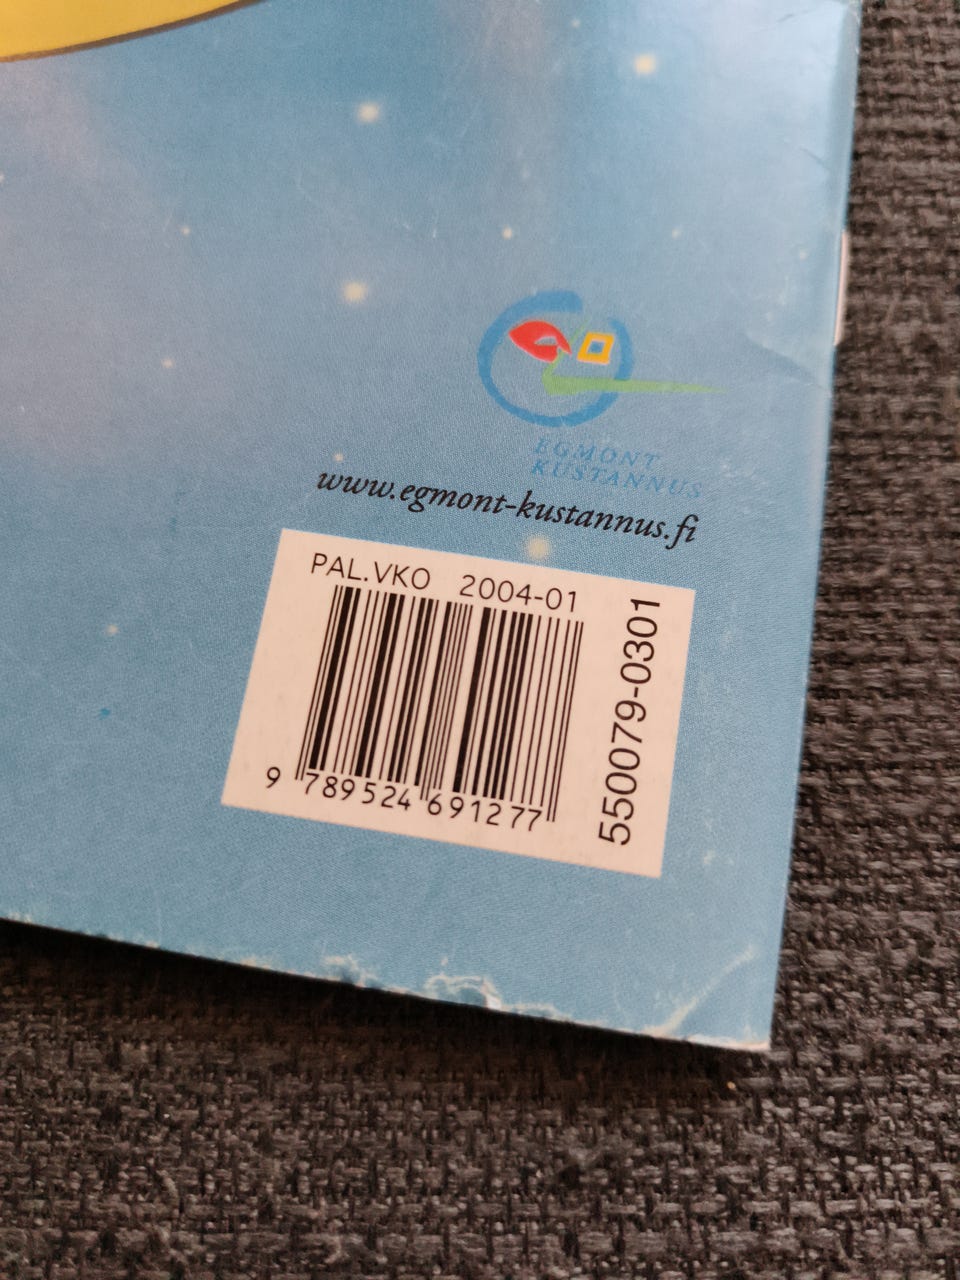 EGMONT
KUSTANNUS
www.egmont-kustannus.fi
PAL.VKO 2004-01
550079-0301
9 789524 691277